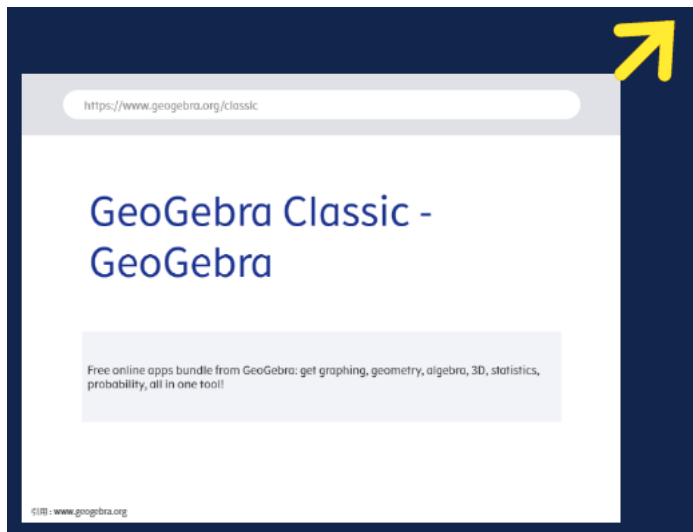 https://www.geogebra.org/classic
GeoGebra Classic -
GeoGebra
Free online apps bundle from GeoGebra: get graphing, geometry, algebra, 3D, statistics,
probability, all in one tool!
引用 : www.geogebra.org